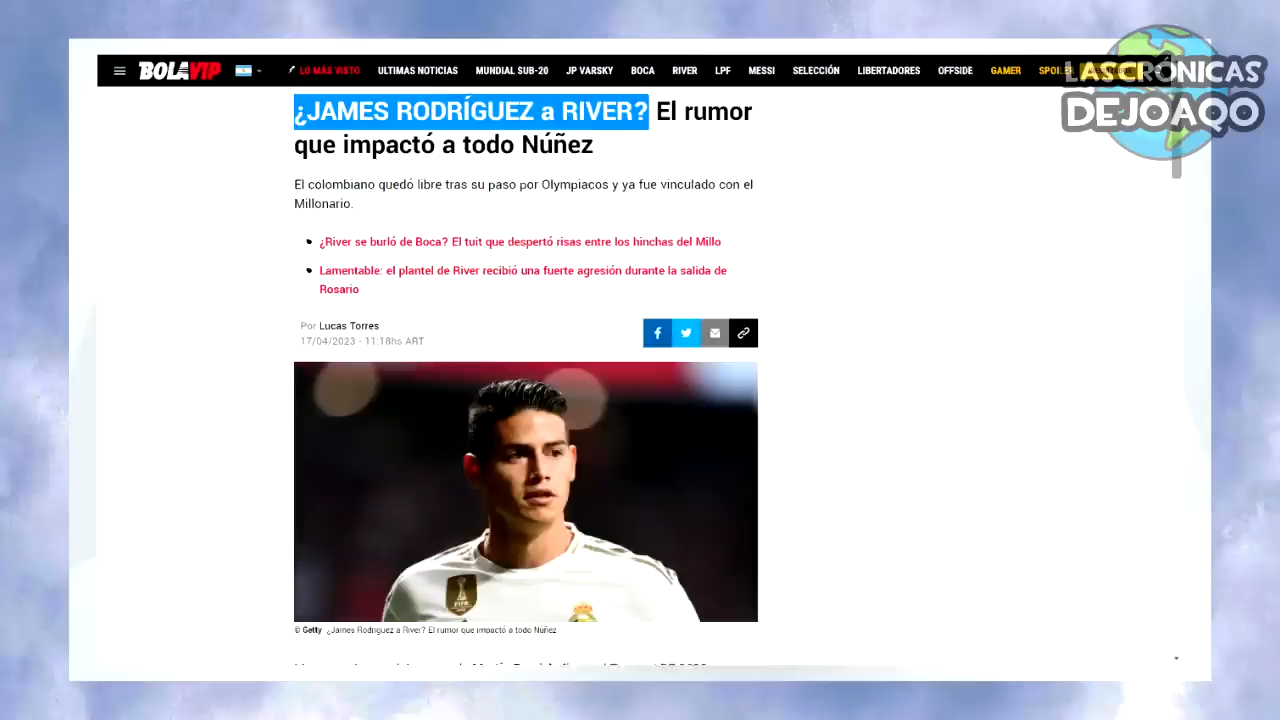 BOLAVIP LO MÁS VISTO ULTIMAS NOTICIAS MUNDIAL SUB-20 JP VARSKY BOCA RIVER LPF MESSI SELECCIÓN LIBERTADORES OFFSIDE GAMER
LAS CRÓNICAS
DE JOAQO
¿JAMES RODRÍGUEZ a RIVER? El rumor
que impactó a todo Núñez
El colombiano quedó libre tras su paso por Olympiacos y ya fue vinculado con el
Millonario.
¿River se burló de Boca? El tuit que despertó risas entre los hinchas del Millo
Lamentable: el plantel de River recibió una fuerte agresión durante la salida de
Rosario
Por Lucas Torres
17/04/2023 - 11:18hs ART
FIFA
© Getty ¿James Rodríguez a River? El rumor que impactó a todo Núñez